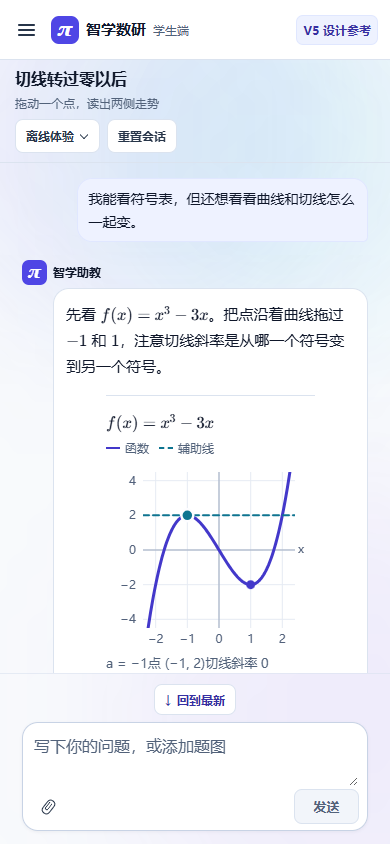 π 智学数研 学生端 V5 设计参考
切线转过零以后
拖动一个点，读出两侧走势
离线体验 重置会话
我能看符号表，但还想看看曲线和切线怎么
一起变。
π 智学助教
先看 f(x) = x³ − 3x。把点沿着曲线拖过
−1 和 1，注意切线斜率是从哪一个符号变
到另一个符号。
f(x) = x³ − 3x
函数 辅助线
4
2
0
−2
−4
x
−2 −1 0 1 2
a = −1点 (−1, 2)切线斜率 0
↓ 回到最新
写下你的问题，或添加题图
发送